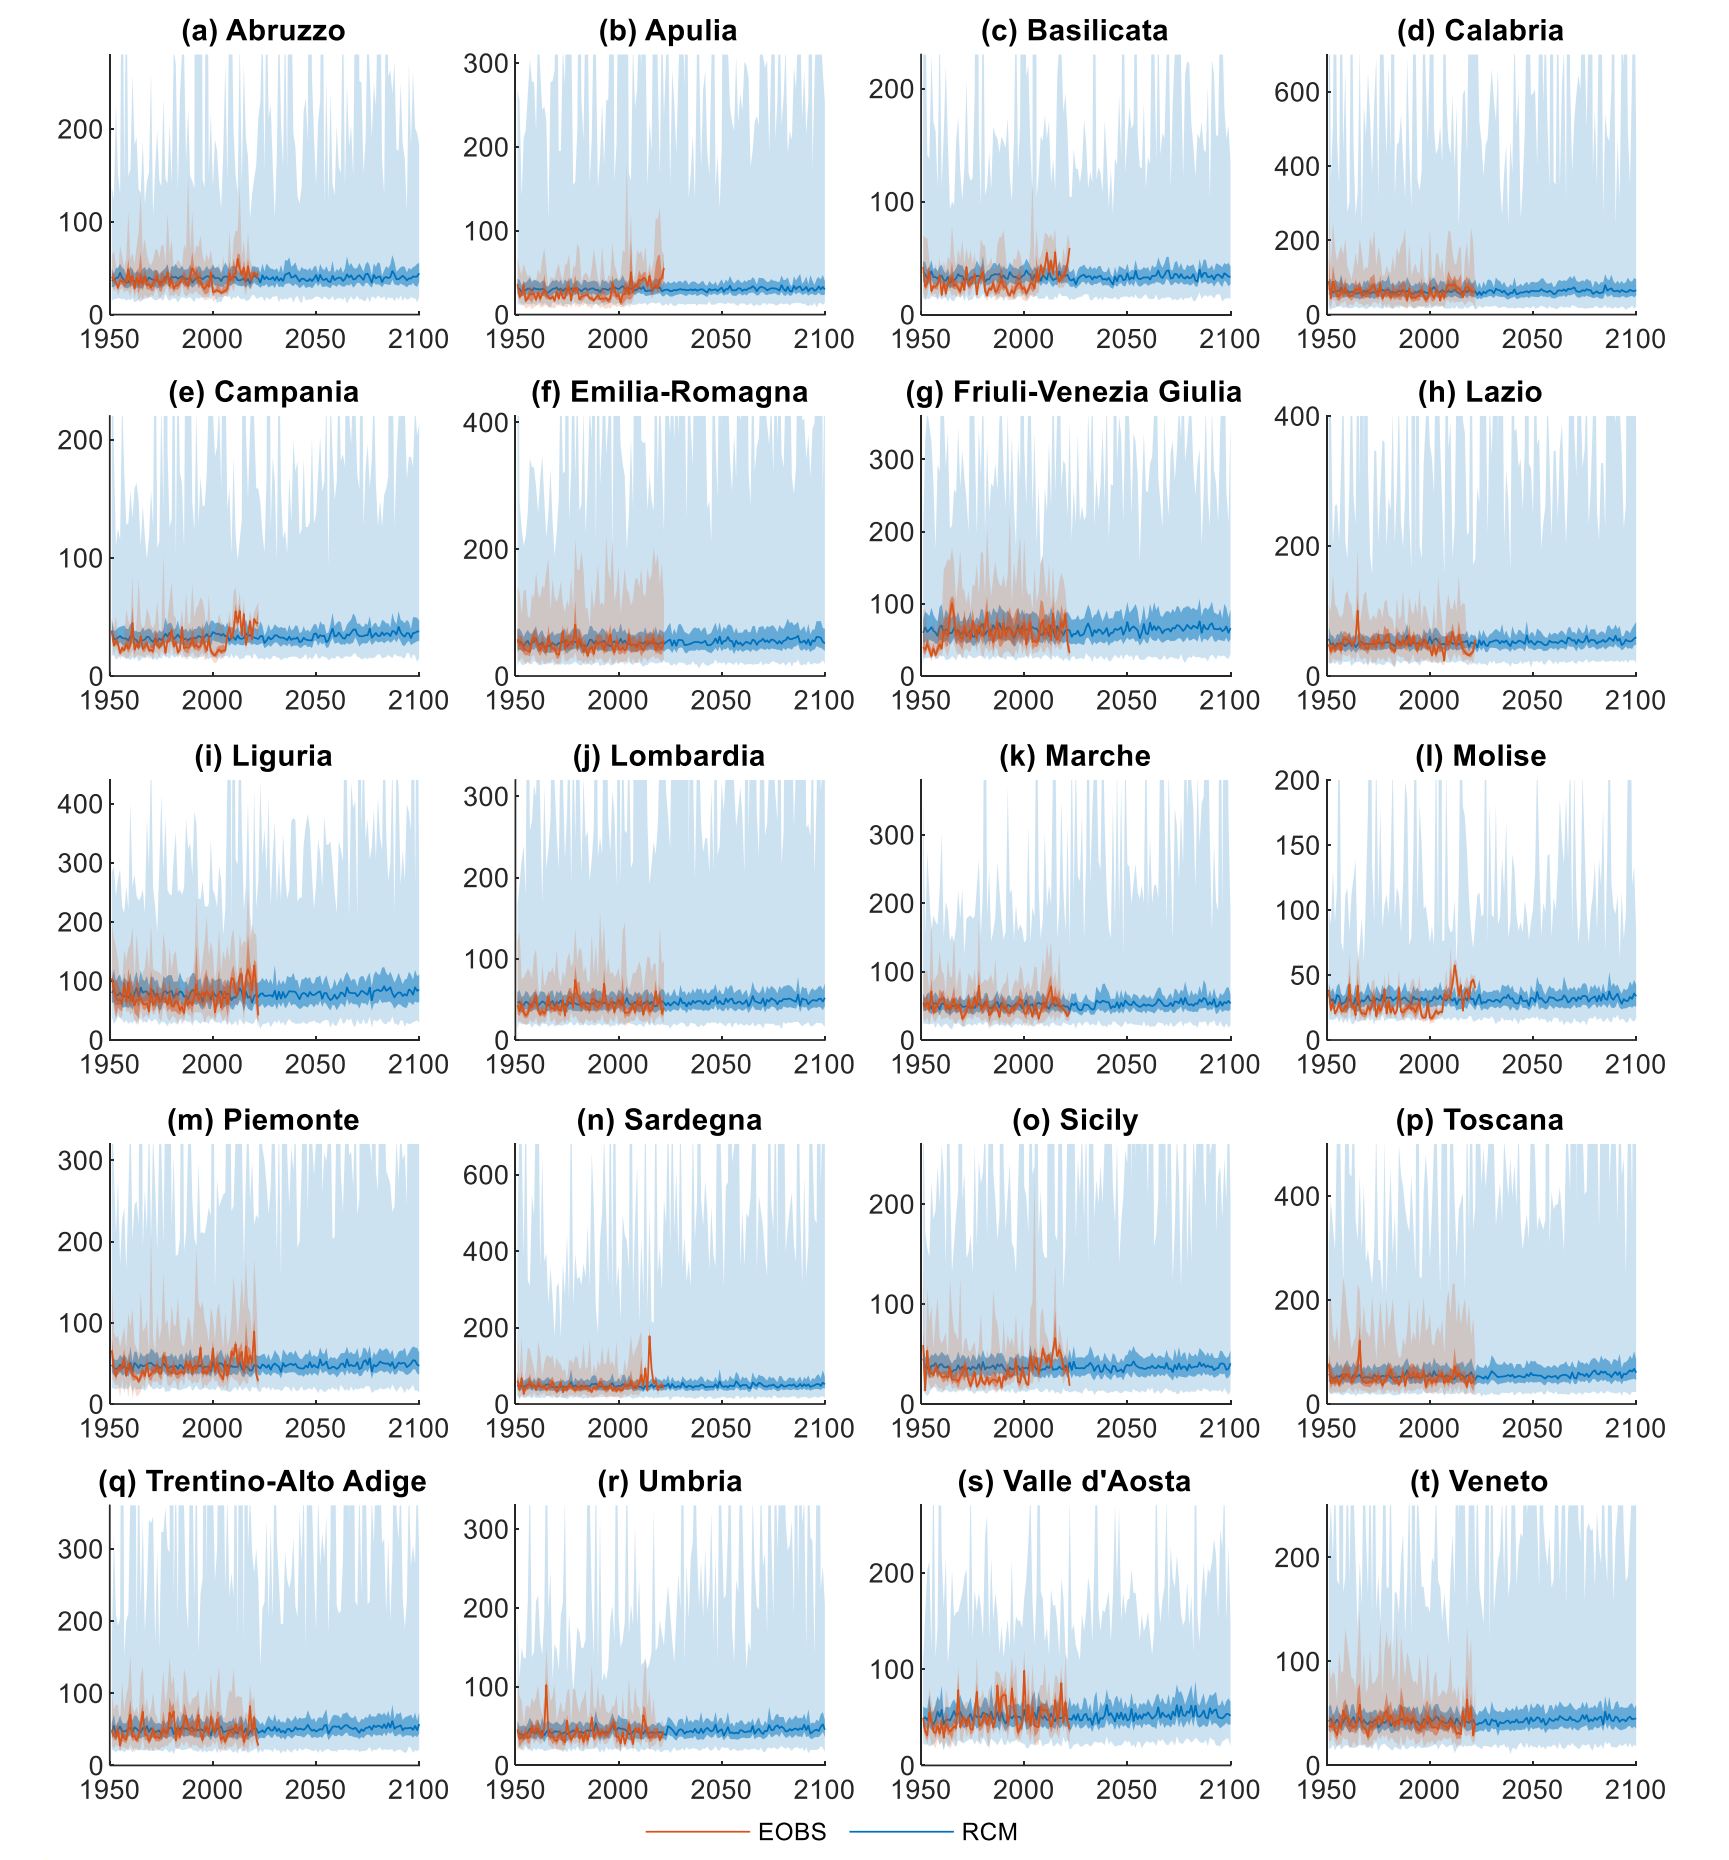 (a) Abruzzo (b) Apulia (c) Basilicata (d) Calabria
200 100 0 300 200 100 0 200 100 0 600 400 200 0
1950 2000 2050 2100 1950 2000 2050 2100 1950 2000 2050 2100 1950 2000 2050 2100
(e) Campania (f) Emilia-Romagna (g) Friuli-Venezia Giulia (h) Lazio
200 100 0 400 200 0 300 200 100 0 400 200 0
1950 2000 2050 2100 1950 2000 2050 2100 1950 2000 2050 2100 1950 2000 2050 2100
(i) Liguria (j) Lombardia (k) Marche (l) Molise
400 300 200 100 0 300 200 100 0 300 200 100 0 200 150 100 50 0
1950 2000 2050 2100 1950 2000 2050 2100 1950 2000 2050 2100 1950 2000 2050 2100
(m) Piemonte (n) Sardegna (o) Sicily (p) Toscana
300 200 100 0 600 400 200 0 200 100 0 400 200 0
1950 2000 2050 2100 1950 2000 2050 2100 1950 2000 2050 2100 1950 2000 2050 2100
(q) Trentino-Alto Adige (r) Umbria (s) Valle d'Aosta (t) Veneto
300 200 100 0 300 200 100 0 200 100 0 200 100 0
1950 2000 2050 2100 1950 2000 2050 2100 1950 2000 2050 2100 1950 2000 2050 2100
EOBS RCM